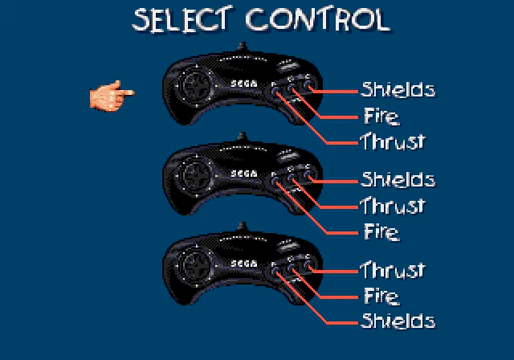 SELECT CONTROL
SEGA
A B C
Shields
Fire
Thrust
SEGA
A B C
Shields
Thrust
Fire
SEGA
A B C
Thrust
Fire
Shields